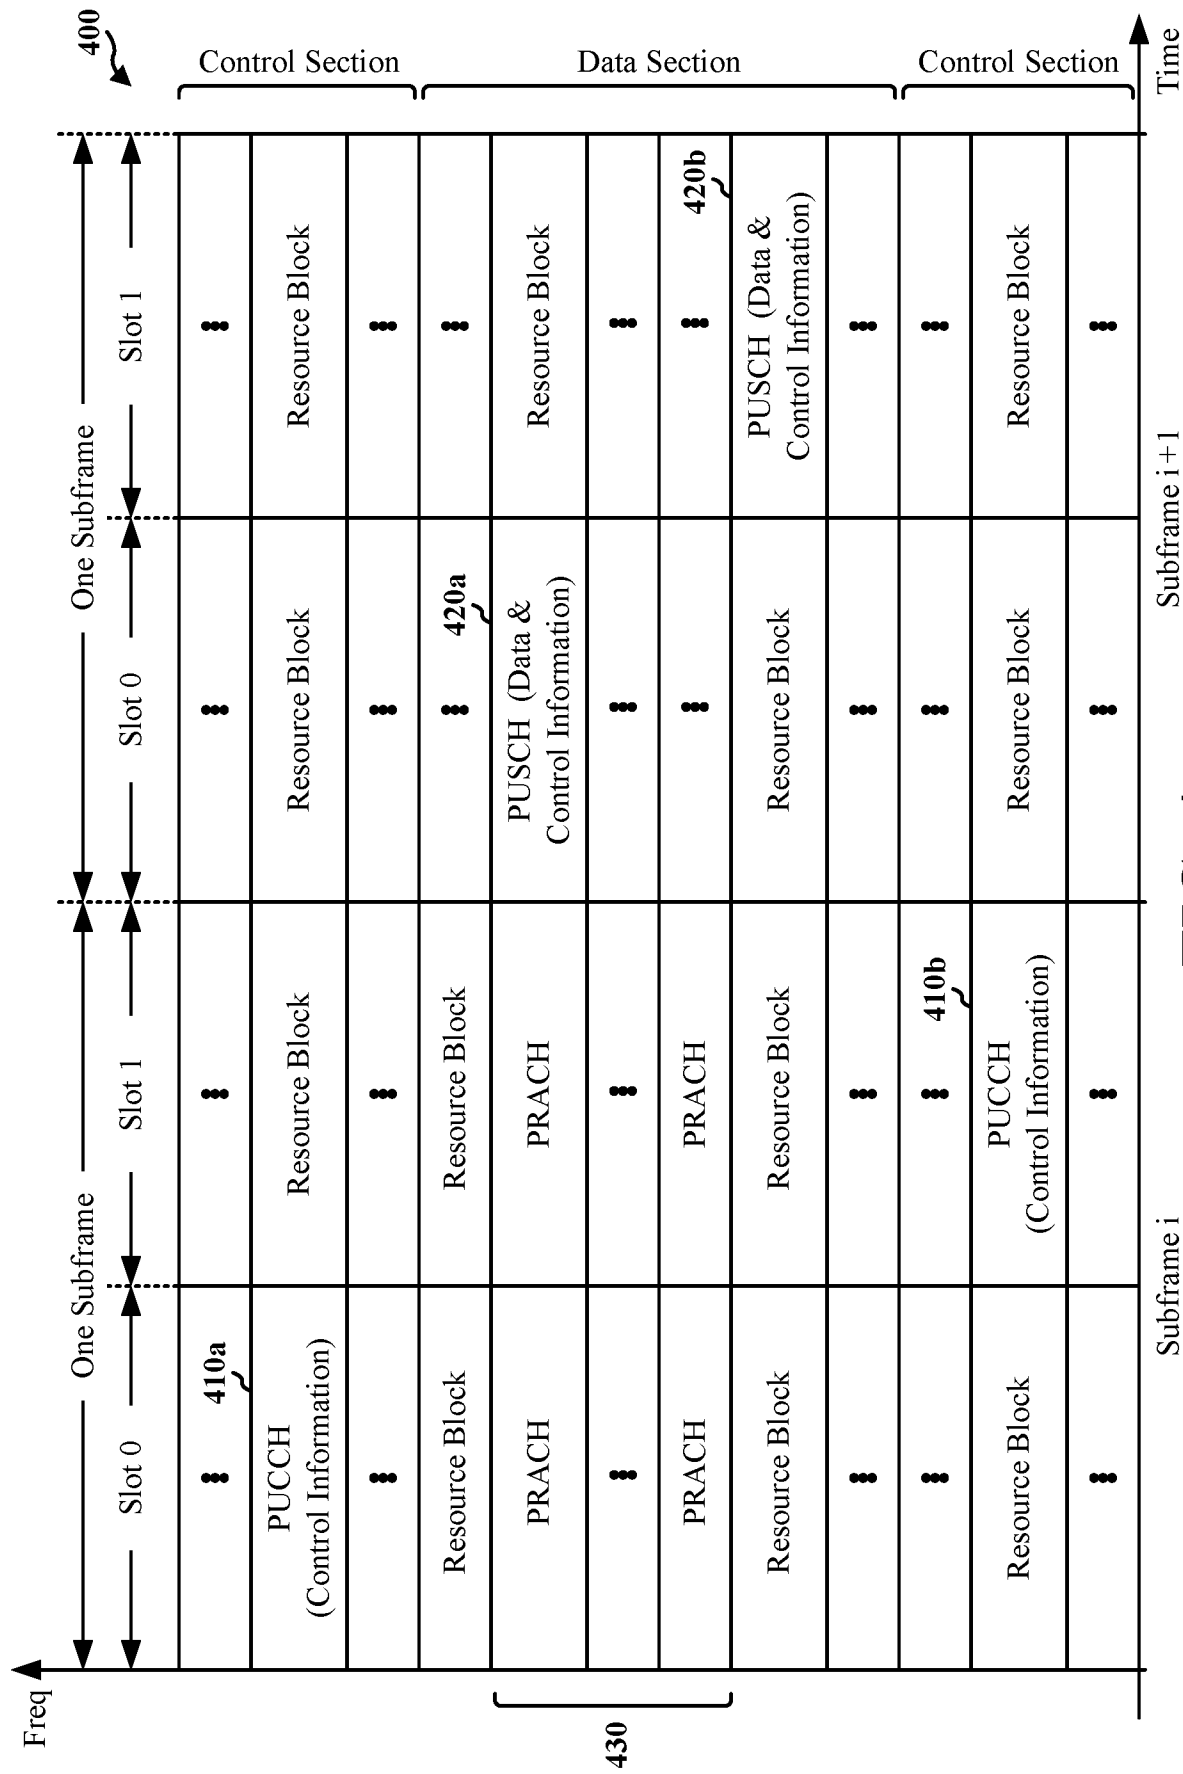 Freq
400
One Subframe
One Subframe
Slot 0
Slot 1
Slot 0
Slot 1
410a
PUCCH
(Control Information)
Resource Block
Resource Block
Resource Block
Control Section
Resource Block
Resource Block
420a
PRACH
PRACH
PUSCH (Data &
Control Information)
Resource Block
430
Data Section
PRACH
PRACH
420b
Resource Block
Resource Block
Resource Block
PUSCH (Data &
Control Information)
410b
Resource Block
PUCCH
(Control Information)
Resource Block
Resource Block
Control Section
Subframe i
Subframe i+1
Time